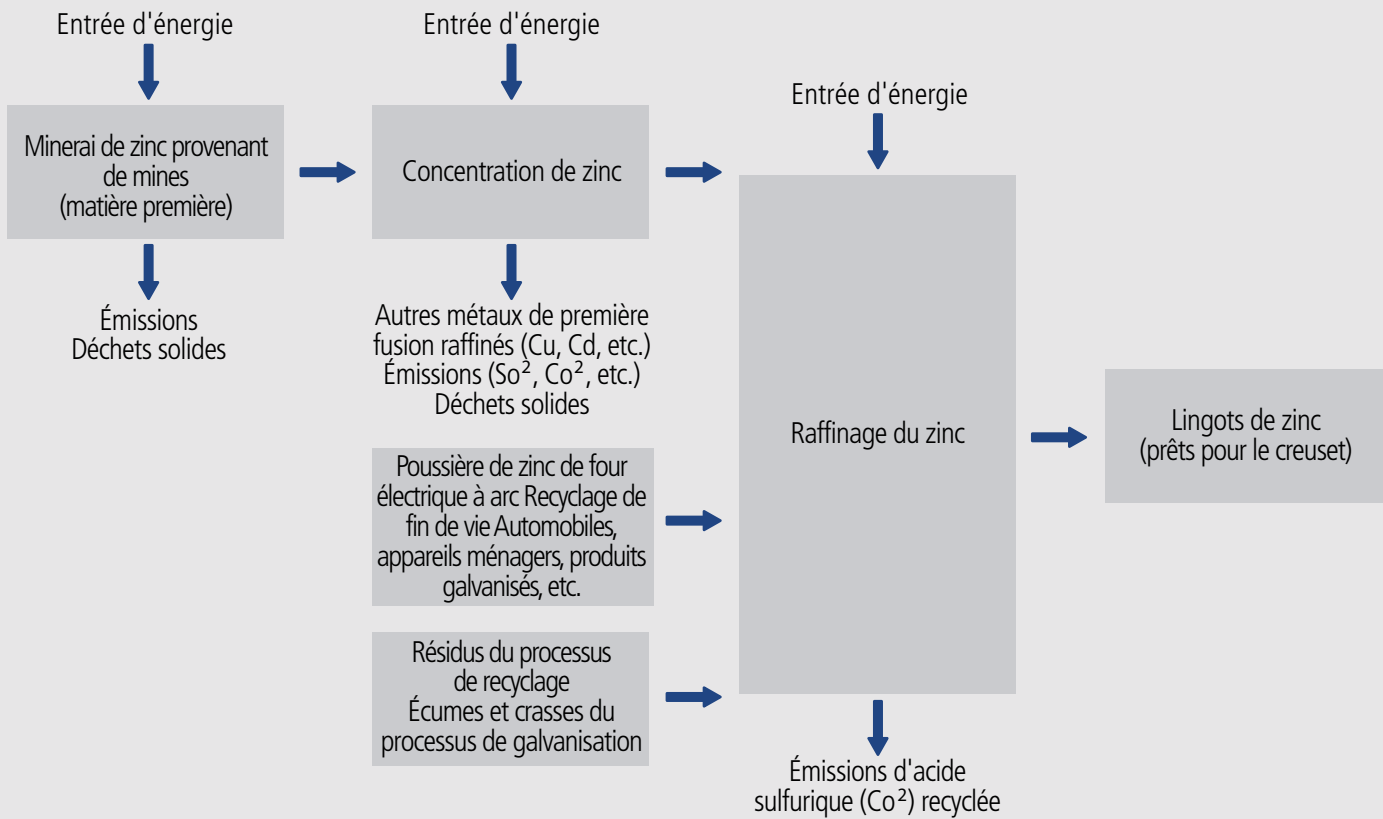 Entrée d'énergie
Entrée d'énergie
Entrée d'énergie
Minerai de zinc provenant
de mines
(matière première)
Concentration de zinc
Émissions
Déchets solides
Autres métaux de première
fusion raffinés (Cu, Cd, etc.)
Émissions (So², Co², etc.)
Déchets solides
Poussière de zinc de four
électrique à arc Recyclage de
fin de vie Automobiles,
appareils ménagers, produits
galvanisés, etc.
Résidus du processus
de recyclage
Écumes et crasses du
processus de galvanisation
Raffinage du zinc
Lingots de zinc
(prêts pour le creuset)
Émissions d'acide
sulfurique (Co²) recyclée